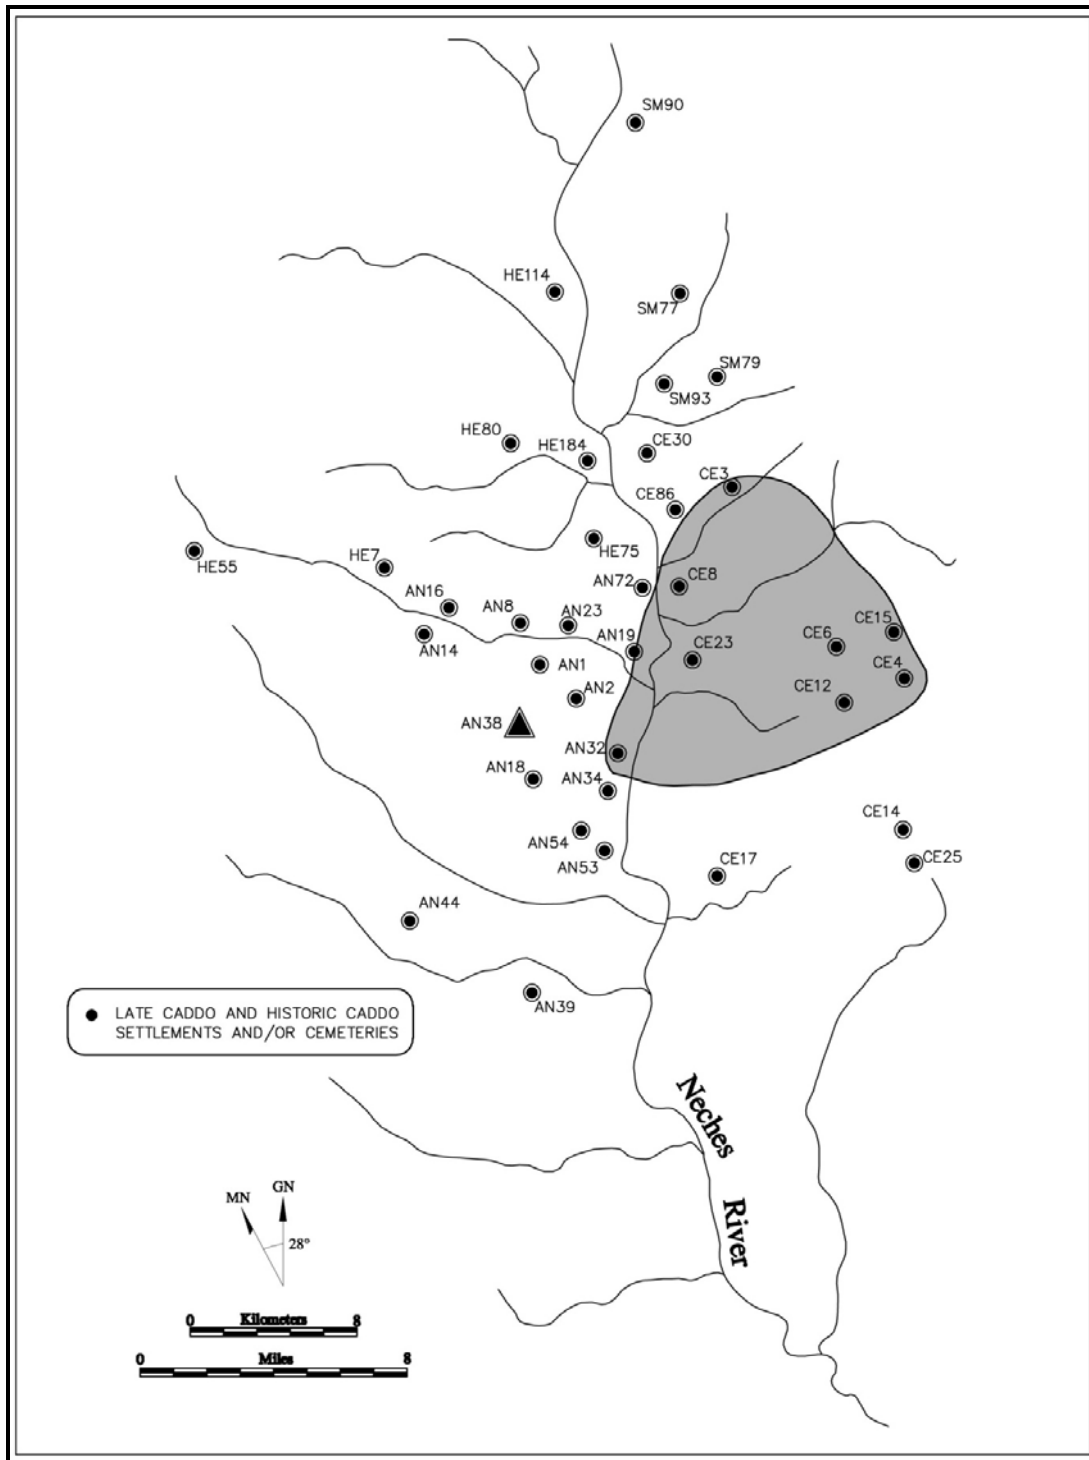 SM90
HE114
SM77
SM79
SM93
HE80
HE184
CE30
CE3
CE86
HE55
HE7
HE75
AN72
CE8
AN16
AN8
AN23
AN19
CE15
AN14
CE23
CE6
AN1
CE4
AN2
CE12
AN38
AN32
AN18
AN34
CE14
AN54
AN53
CE17
CE25
AN44
AN39
LATE CADDO AND HISTORIC CADDO
SETTLEMENTS AND/OR CEMETERIES
Neches
River
MN
GN
28°
0 Kilometers 8
0 Miles 8